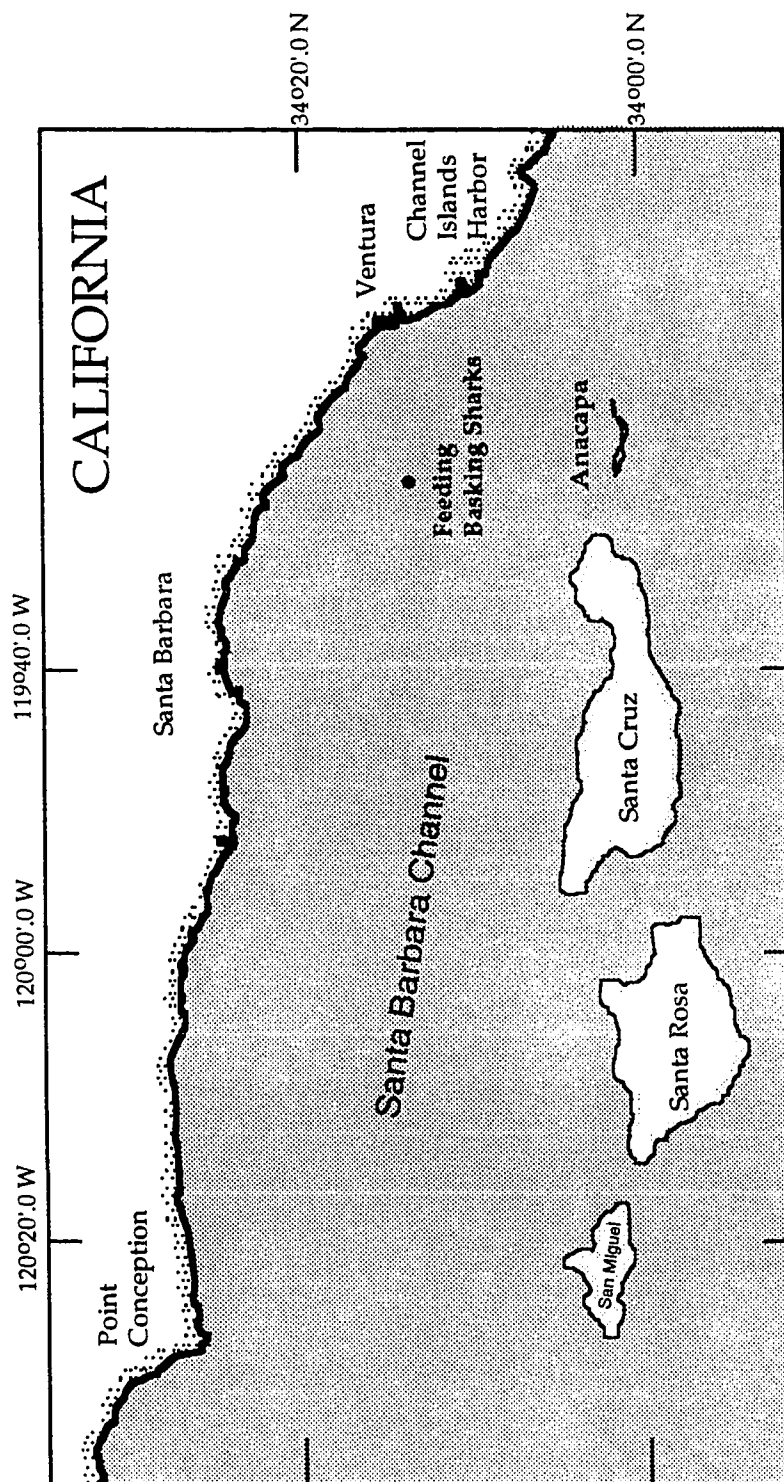 CALIFORNIA
120°20'.0 W
120°00'.0 W
119°40'.0 W
34°20'.0 N
34°00'.0 N
Point
Conception
Santa Barbara
Ventura
Channel
Islands
Harbor
Santa Barbara Channel
Feeding
Basking Sharks
Anacapa
San Miguel
Santa Rosa
Santa Cruz